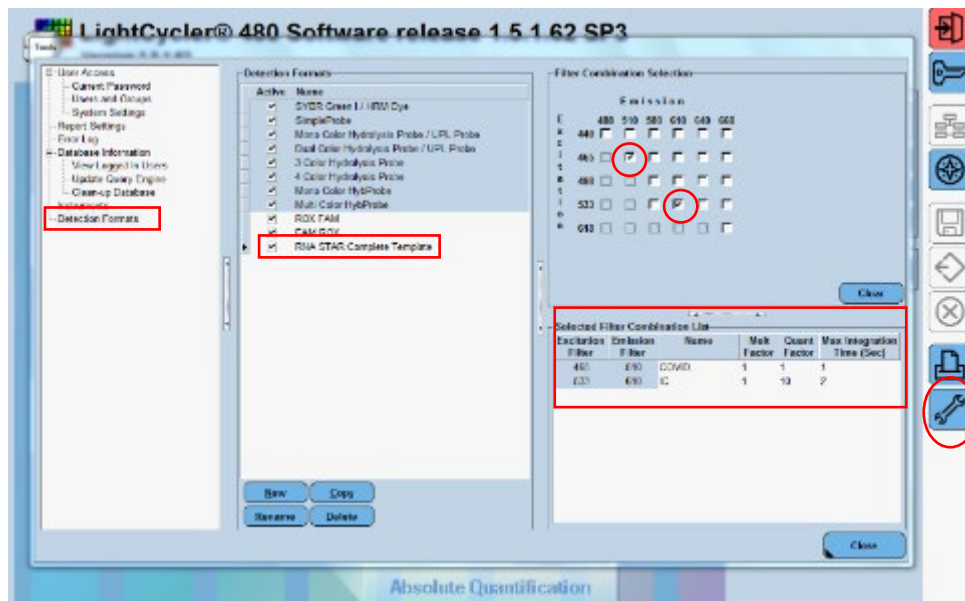 LightCycler® 480 Software release 1.5.1.62 SP3
Tools
User Access
Current Password
Users and Groups
System Settings
Report Settings
Error Log
Database Information
View Logged in Users
Update Query Engine
Clean-up Database
Instruments
Detection Formats
Detection Formats
Active Name
SYBR Green I / HRM Dye
SimpleProbe
Mono Color Hydrolysis Probe / UPL Probe
Dual Color Hydrolysis Probe / UPL Probe
3 Color Hydrolysis Probe
4 Color Hydrolysis Probe
Mono Color HybProbe
Multi Color HybProbe
ROX FAM
FAM ROX
RNA STAR Complete Template
New Copy
Rename Delete
Filter Combination Selection
Emission
Excitation
488 510 580 610 640 660
440
465
498
533
618
Clear
Selected Filter Combination List
Excitation Filter Emission Filter Name Melt Factor Quant Factor Max Integration Time (Sec)
465 510 COVID 1 1 1
533 610 IC 1 10 2
Close
Absolute Quantification